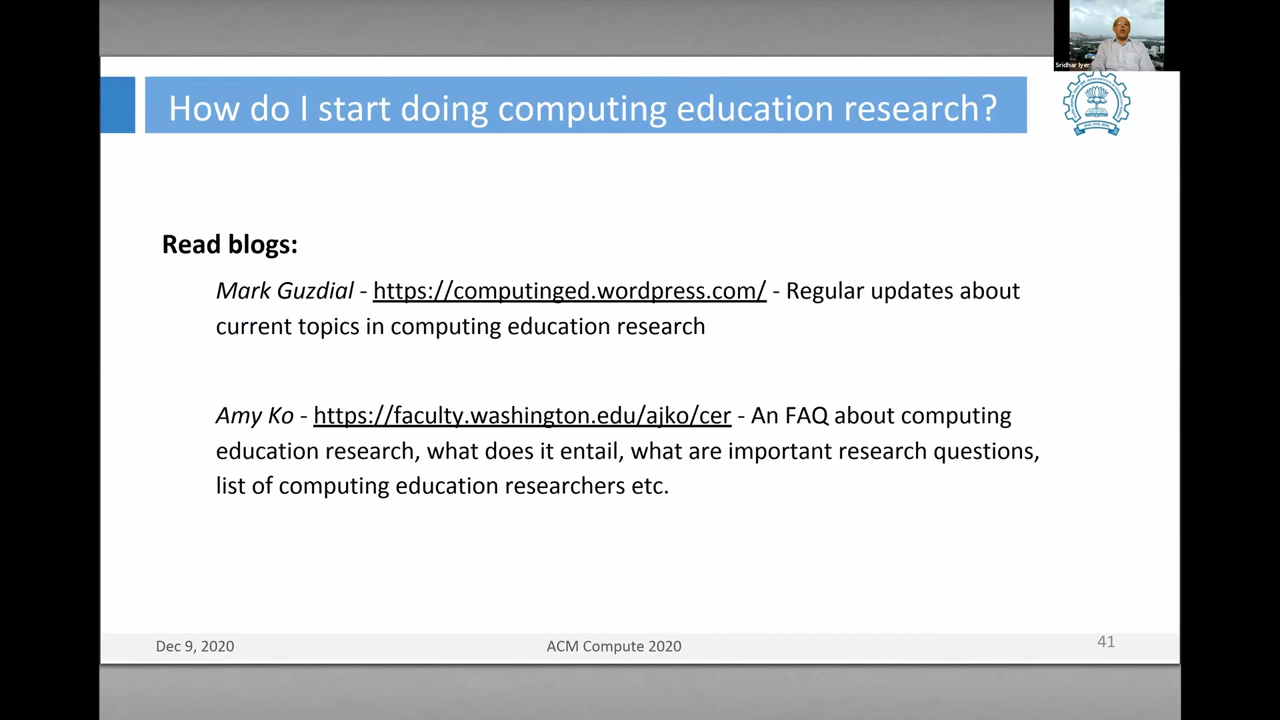 Sridhar Iyer
How do I start doing computing education research?
Read blogs:
Mark Guzdial - https://computinged.wordpress.com/ - Regular updates about
current topics in computing education research
Amy Ko - https://faculty.washington.edu/ajko/cer - An FAQ about computing
education research, what does it entail, what are important research questions,
list of computing education researchers etc.
Dec 9, 2020
ACM Compute 2020
41